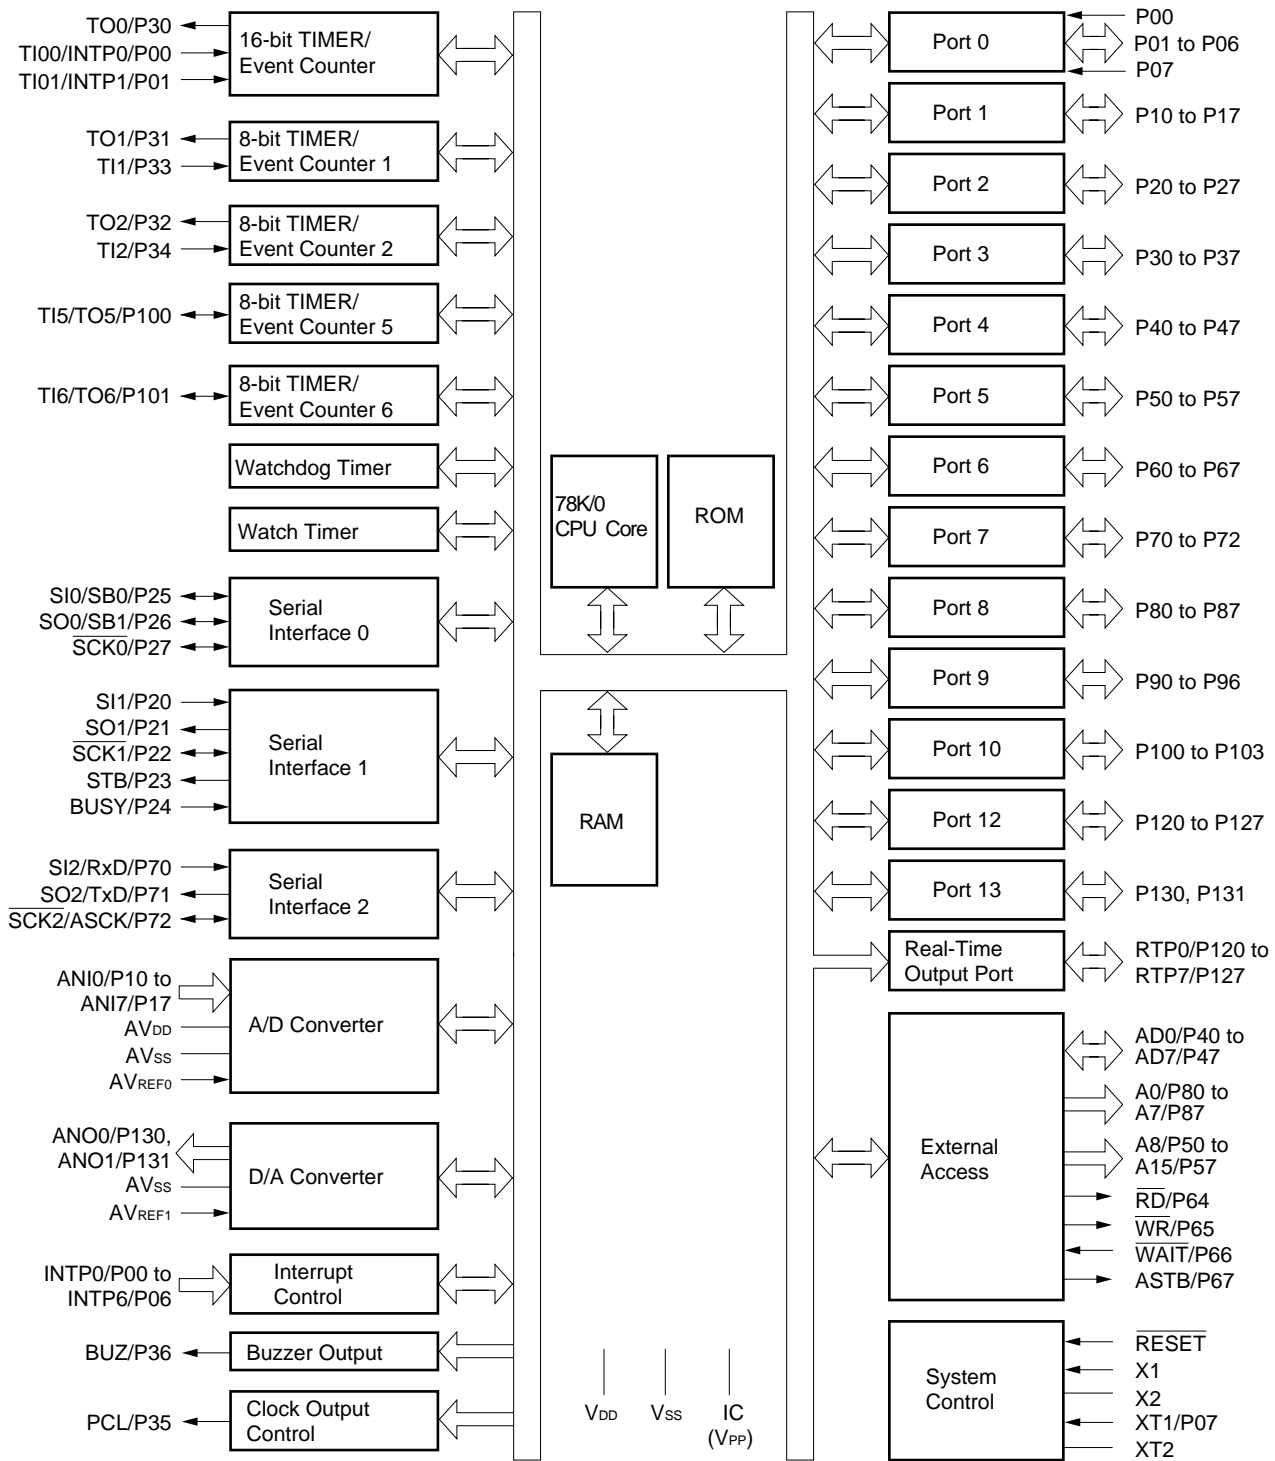 TO0/P30
TI00/INTP0/P00
TI01/INTP1/P01
16-bit TIMER/
Event Counter
TO1/P31
TI1/P33
8-bit TIMER/
Event Counter 1
TO2/P32
TI2/P34
8-bit TIMER/
Event Counter 2
TI5/TO5/P100
8-bit TIMER/
Event Counter 5
TI6/TO6/P101
8-bit TIMER/
Event Counter 6
Watchdog Timer
Watch Timer
SI0/SB0/P25
SO0/SB1/P26
SCK0/P27
Serial
Interface 0
SI1/P20
SO1/P21
SCK1/P22
STB/P23
BUSY/P24
Serial
Interface 1
SI2/RxD/P70
SO2/TxD/P71
SCK2/ASCK/P72
Serial
Interface 2
ANI0/P10 to
ANI7/P17
AVDD
AVSS
AVREF0
A/D Converter
ANO0/P130,
ANO1/P131
AVSS
AVREF1
D/A Converter
INTP0/P00 to
INTP6/P06
Interrupt
Control
BUZ/P36
Buzzer Output
PCL/P35
Clock Output
Control
78K/0
CPU Core
ROM
RAM
VDD
VSS
IC
(VPP)
Port 0
P00
P01 to P06
P07
Port 1
P10 to P17
Port 2
P20 to P27
Port 3
P30 to P37
Port 4
P40 to P47
Port 5
P50 to P57
Port 6
P60 to P67
Port 7
P70 to P72
Port 8
P80 to P87
Port 9
P90 to P96
Port 10
P100 to P103
Port 12
P120 to P127
Port 13
P130, P131
Real-Time
Output Port
RTP0/P120 to
RTP7/P127
External
Access
AD0/P40 to
AD7/P47
A0/P80 to
A7/P87
A8/P50 to
A15/P57
RD/P64
WR/P65
WAIT/P66
ASTB/P67
System
Control
RESET
X1
X2
XT1/P07
XT2